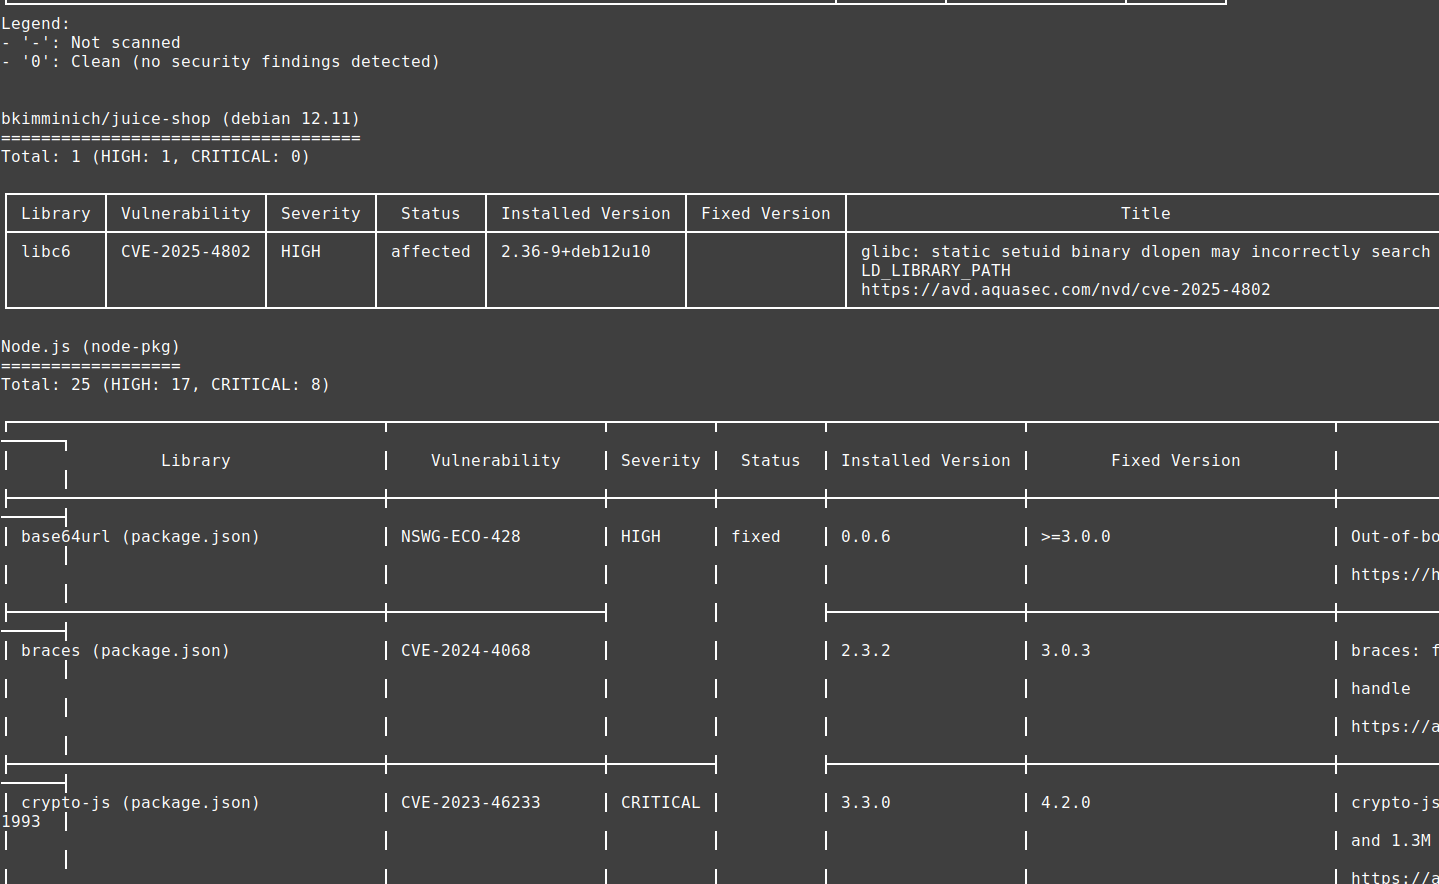 Legend:
- '-': Not scanned
- '0': Clean (no security findings detected)
bkimminich/juice-shop (debian 12.11)
====================================
Total: 1 (HIGH: 1, CRITICAL: 0)
Library Vulnerability Severity Status Installed Version Fixed Version Title
libc6 CVE-2025-4802 HIGH affected 2.36-9+deb12u10 glibc: static setuid binary dlopen may incorrectly search
LD_LIBRARY_PATH
https://avd.aquasec.com/nvd/cve-2025-4802
Node.js (node-pkg)
==================
Total: 25 (HIGH: 17, CRITICAL: 8)
Library Vulnerability Severity Status Installed Version Fixed Version
base64url (package.json) NSWG-ECO-428 HIGH fixed 0.0.6 >=3.0.0 Out-of-bo
https://h
braces (package.json) CVE-2024-4068 2.3.2 3.0.3 braces: f
handle
https://a
crypto-js (package.json) CVE-2023-46233 CRITICAL 3.3.0 4.2.0 crypto-js
1993
and 1.3M
https://a